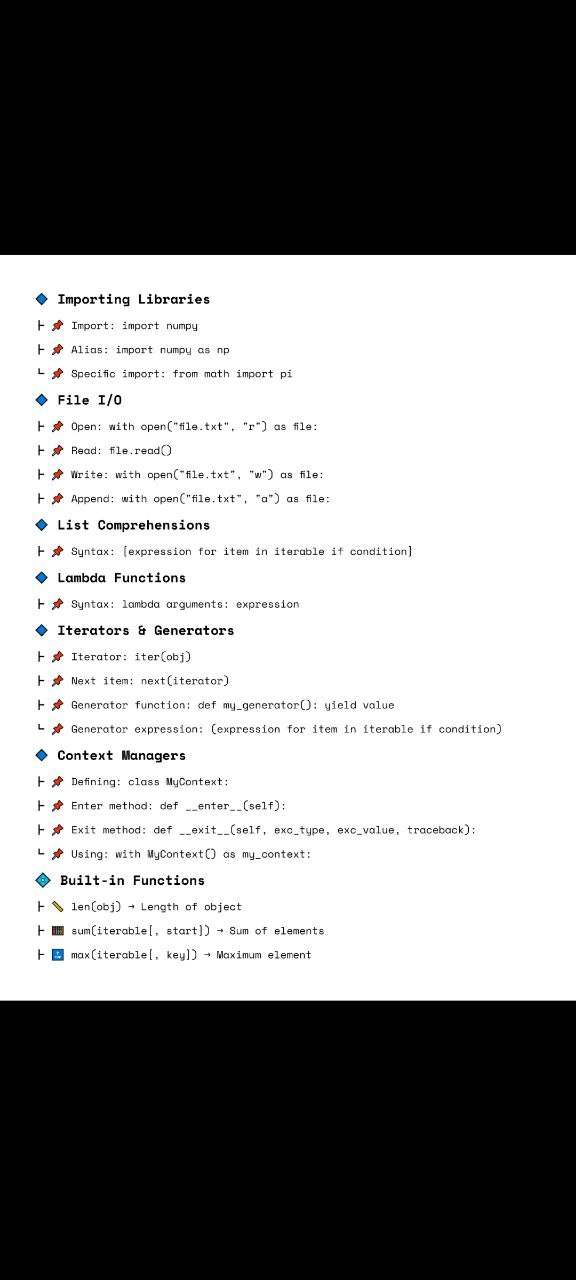 🔷 Importing Libraries
├ 📌 Import: import numpy
├ 📌 Alias: import numpy as np
└ 📌 Specific import: from math import pi
🔷 File I/O
├ 📌 Open: with open("file.txt", "r") as file:
├ 📌 Read: file.read()
├ 📌 Write: with open("file.txt", "w") as file:
├ 📌 Append: with open("file.txt", "a") as file:
🔷 List Comprehensions
├ 📌 Syntax: [expression for item in iterable if condition]
🔷 Lambda Functions
├ 📌 Syntax: lambda arguments: expression
🔷 Iterators & Generators
├ 📌 Iterator: iter(obj)
├ 📌 Next item: next(iterator)
├ 📌 Generator function: def my_generator(): yield value
└ 📌 Generator expression: (expression for item in iterable if condition)
🔷 Context Managers
├ 📌 Defining: class MyContext:
├ 📌 Enter method: def __enter__(self):
├ 📌 Exit method: def __exit__(self, exc_type, exc_value, traceback):
└ 📌 Using: with MyContext() as my_context:
💠 Built-in Functions
├ 📏 len(obj) → Length of object
├ 🧮 sum(iterable[, start]) → Sum of elements
├ max(iterable[, key]) → Maximum element